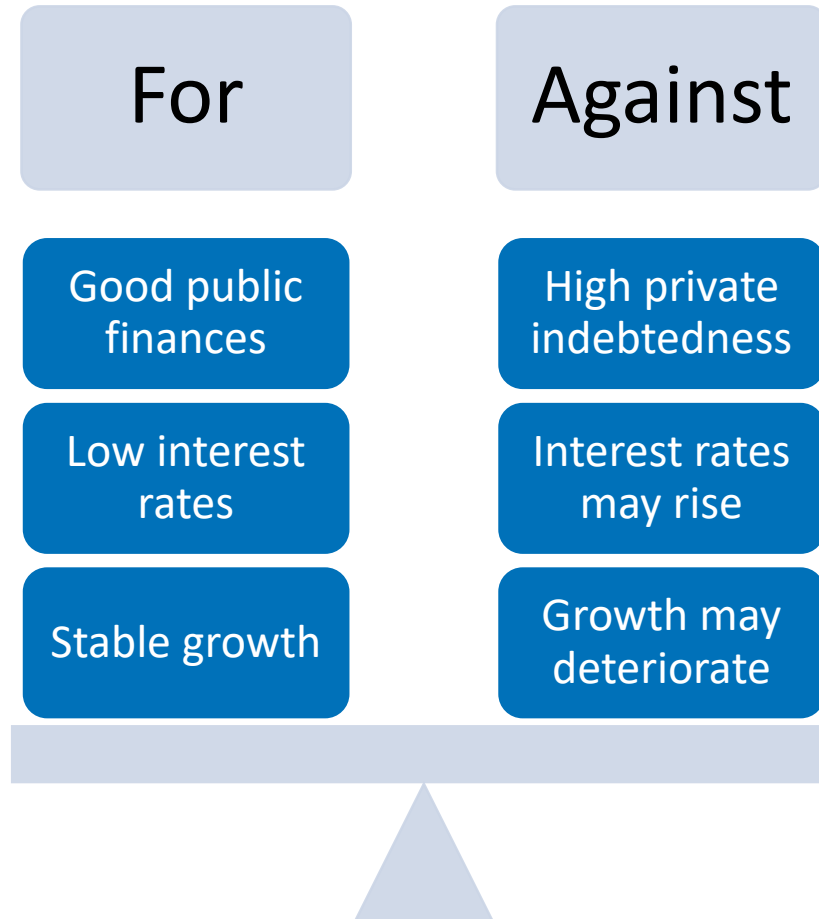 For
Against
Good public
finances
High private
indebtedness
Low interest
rates
Interest rates
may rise
Stable growth
Growth may
deteriorate